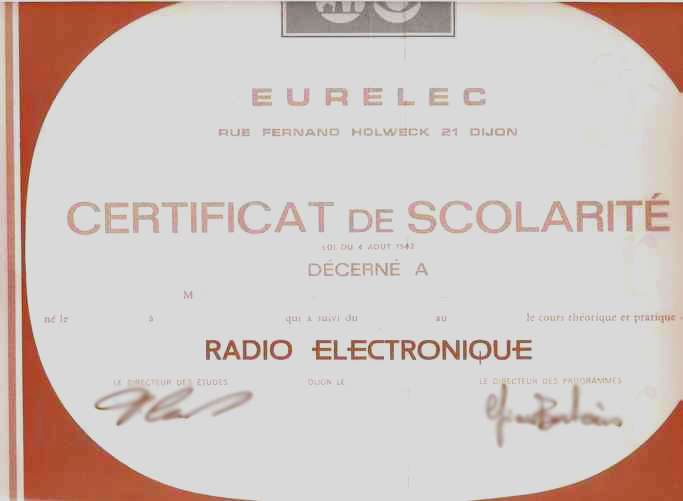 EURELEC
RUE FERNAND HOLWECK 21 DIJON
CERTIFICAT DE SCOLARITÉ
LOI DU 4 AOUT 1942
DÉCERNÉ A
M
né le à qui a suivi du au le cours théorique et pratique
RADIO ELECTRONIQUE
LE DIRECTEUR DES ÉTUDES DIJON LE LE DIRECTEUR DES PROGRAMMES